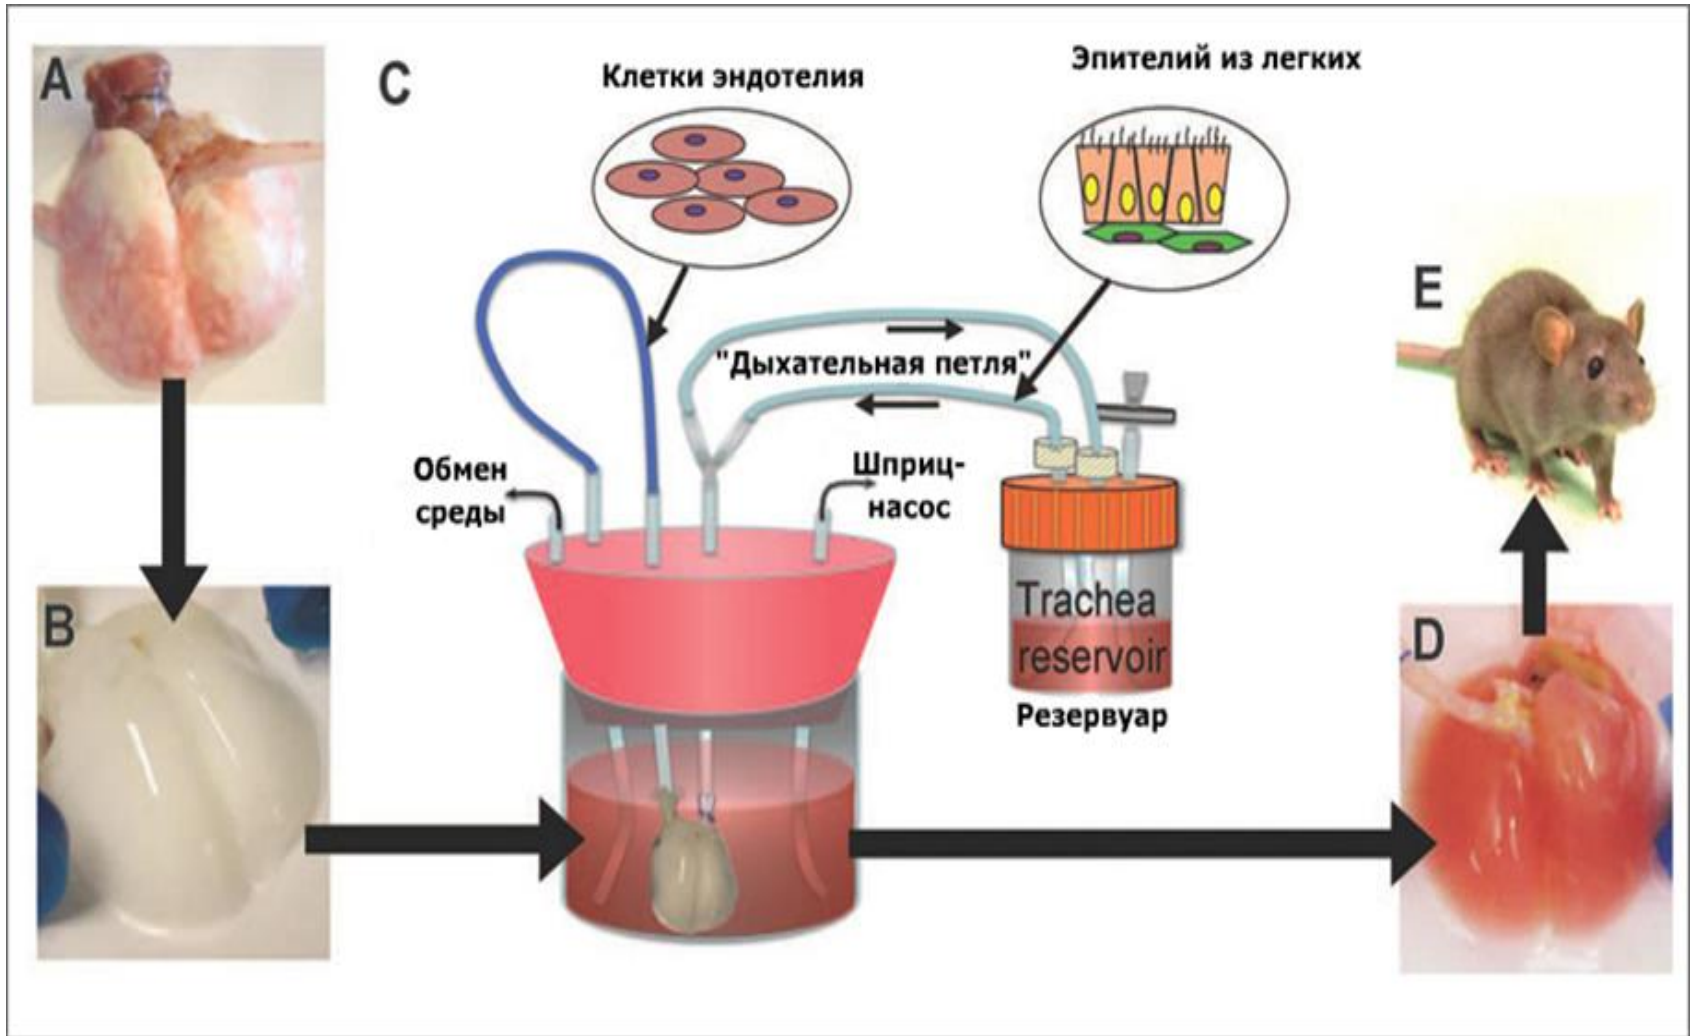 A
C
Клетки эндотелия
Эпителий из легких
"Дыхательная петля"
E
Обмен
среды
Шприц-
насос
Trachea
reservoir
Резервуар
B
D